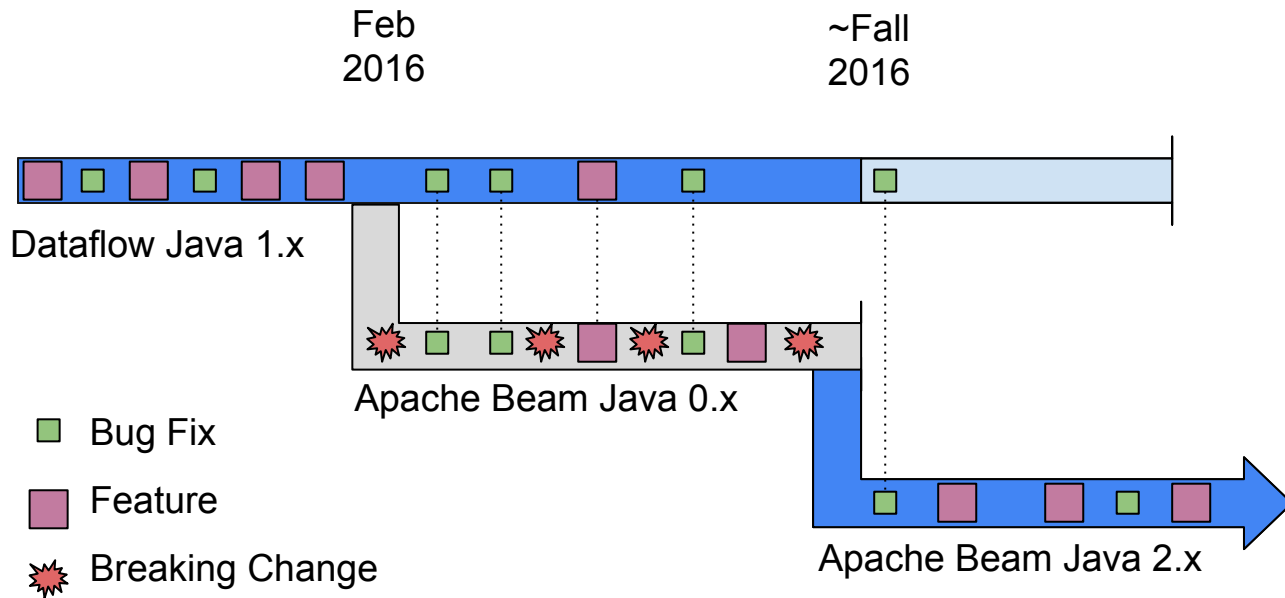 Feb
2016
~Fall
2016
Dataflow Java 1.x
Apache Beam Java 0.x
Bug Fix
Feature
Breaking Change
Apache Beam Java 2.x